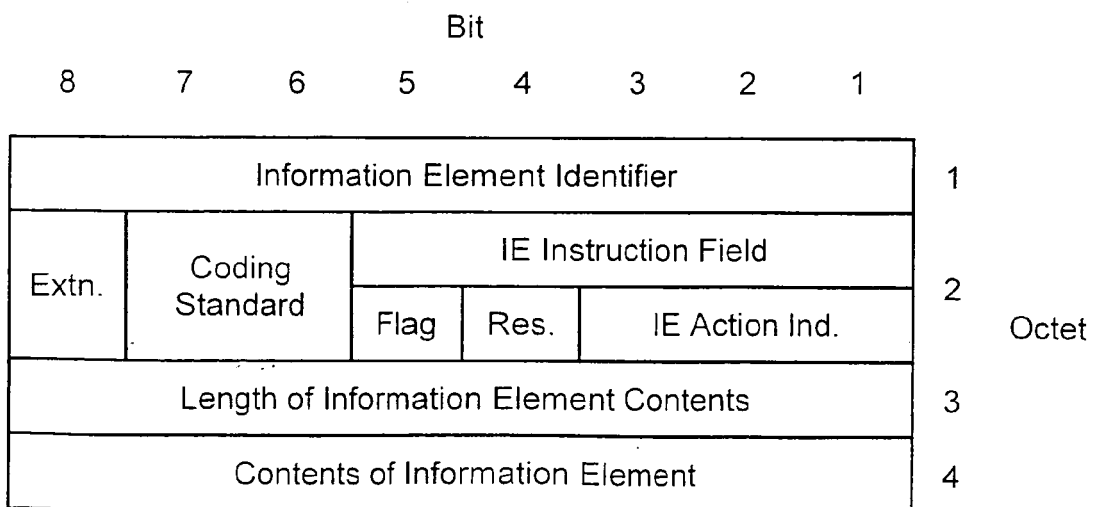 Bit
8 7 6 5 4 3 2 1
Information Element Identifier 1
Extn. Coding Standard IE Instruction Field 2
Flag Res. IE Action Ind. Octet
Length of Information Element Contents 3
Contents of Information Element 4